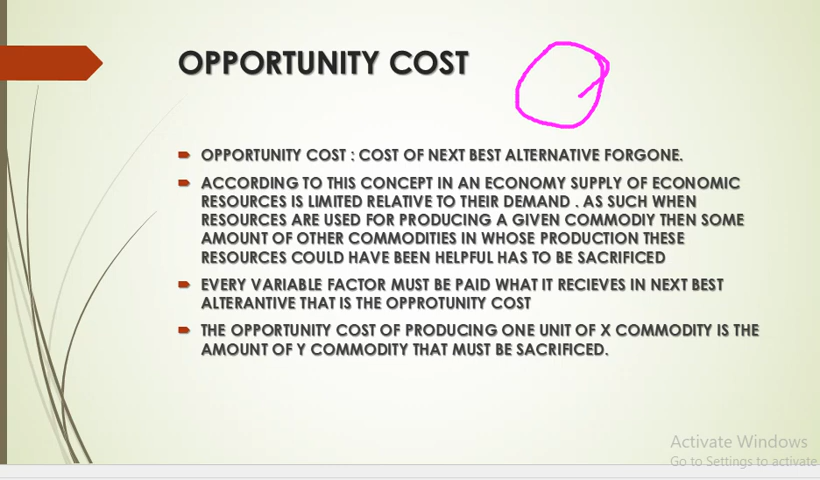 OPPORTUNITY COST
OPPORTUNITY COST : COST OF NEXT BEST ALTERNATIVE FORGONE.
ACCORDING TO THIS CONCEPT IN AN ECONOMY SUPPLY OF ECONOMIC
RESOURCES IS LIMITED RELATIVE TO THEIR DEMAND . AS SUCH WHEN
RESOURCES ARE USED FOR PRODUCING A GIVEN COMMODIY THEN SOME
AMOUNT OF OTHER COMMODITIES IN WHOSE PRODUCTION THESE
RESOURCES COULD HAVE BEEN HELPFUL HAS TO BE SACRIFICED
EVERY VARIABLE FACTOR MUST BE PAID WHAT IT RECIEVES IN NEXT BEST
ALTERANTIVE THAT IS THE OPPROTUNITY COST
THE OPPORTUNITY COST OF PRODUCING ONE UNIT OF X COMMODITY IS THE
AMOUNT OF Y COMMODITY THAT MUST BE SACRIFICED.
Activate Windows
Go to Settings to activate